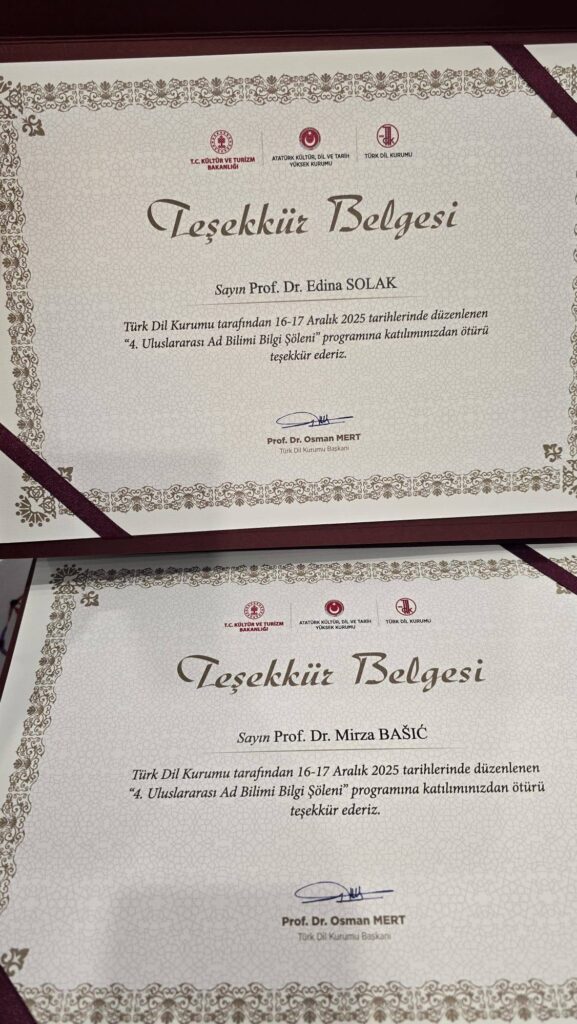 T.C. KÜLTÜR VE TURİZM
BAKANLIĞI
ATATÜRK KÜLTÜR, DİL VE TARİH
YÜKSEK KURUMU
TÜRK DİL KURUMU
Teşekkür Belgesi
Sayın Prof. Dr. Edina SOLAK
Türk Dil Kurumu tarafından 16-17 Aralık 2025 tarihlerinde düzenlenen
“4. Uluslararası Ad Bilimi Bilgi Şöleni” programına katılımınızdan ötürü
teşekkür ederiz.
Prof. Dr. Osman MERT
Türk Dil Kurumu Başkanı
T.C. KÜLTÜR VE TURİZM
BAKANLIĞI
ATATÜRK KÜLTÜR, DİL VE TARİH
YÜKSEK KURUMU
TÜRK DİL KURUMU
Teşekkür Belgesi
Sayın Prof. Dr. Mirza BAŠIĆ
Türk Dil Kurumu tarafından 16-17 Aralık 2025 tarihlerinde düzenlenen
“4. Uluslararası Ad Bilimi Bilgi Şöleni” programına katılımınızdan ötürü
teşekkür ederiz.
Prof. Dr. Osman MERT
Türk Dil Kurumu Başkanı